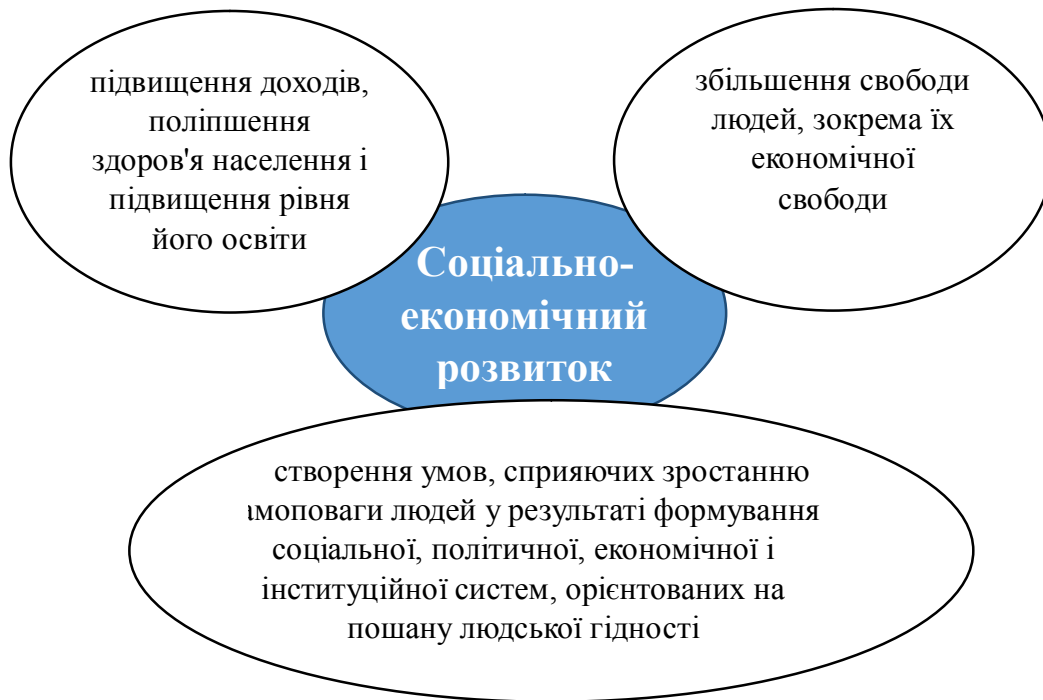 підвищення доходів,
поліпшення
здоров'я населення і
підвищення рівня
його освіти
збільшення свободи
людей, зокрема їх
економічної
свободи
Соціально-
економічний
розвиток
створення умов, сприяючих зростанню
амоповаги людей у результаті формування
соціальної, політичної, економічної і
інституційної систем, орієнтованих на
пошану людської гідності